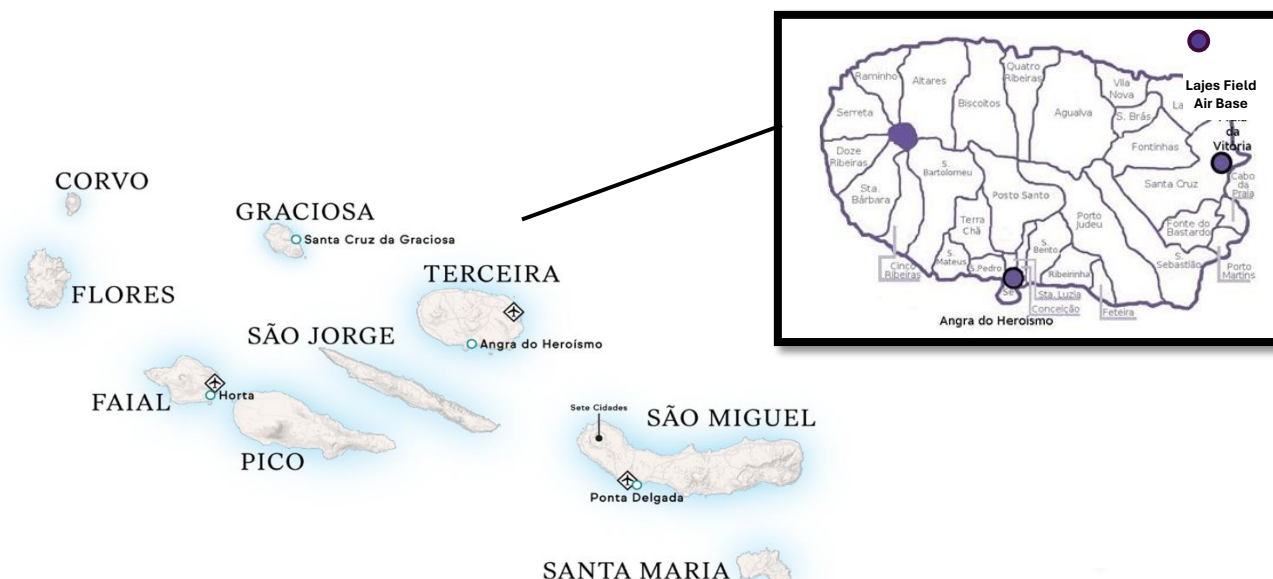 CORVO
GRACIOSA
Santa Cruz da Graciosa
FLORES
TERCEIRA
Angra do Heroísmo
SÃO JORGE
FAIAL
Horta
PICO
Sete Cidades
SÃO MIGUEL
Ponta Delgada
SANTA MARIA
Lajes Field
Air Base
Raminho
Altares
Quatro
Ribeiras
Biscoitos
Vila
Nova
La
Serreta
Agualva
S. Brás
da
Vitória
Doze
Ribeiras
Fontinhas
S.
Bartolomeu
Santa Cruz
Cabo
da
Praia
Sta.
Bárbara
Posto Santo
Terra
Chã
Porto
Judeu
Fonte do
Bastardo
S.
Bento
S.
Mateus
S.Pedro
Ribeirinha
S.
Sebastião
Porto
Martins
Cinco
Ribeiras
Sé
Sta. Luzia
Conceição
Feteira
Angra do Heroísmo